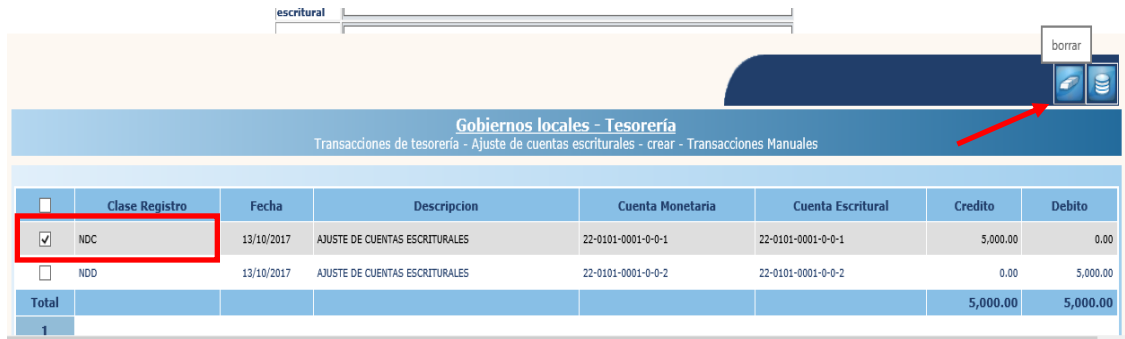 escritural
borrar
Gobiernos locales - Tesorería
Transacciones de tesorería - Ajuste de cuentas escriturales - crear - Transacciones Manuales
Clase Registro Fecha Descripcion Cuenta Monetaria Cuenta Escritural Credito Debito
NDC 13/10/2017 AJUSTE DE CUENTAS ESCRITURALES 22-0101-0001-0-0-1 22-0101-0001-0-0-1 5,000.00 0.00
NDD 13/10/2017 AJUSTE DE CUENTAS ESCRITURALES 22-0101-0001-0-0-2 22-0101-0001-0-0-2 0.00 5,000.00
Total 5,000.00 5,000.00
1